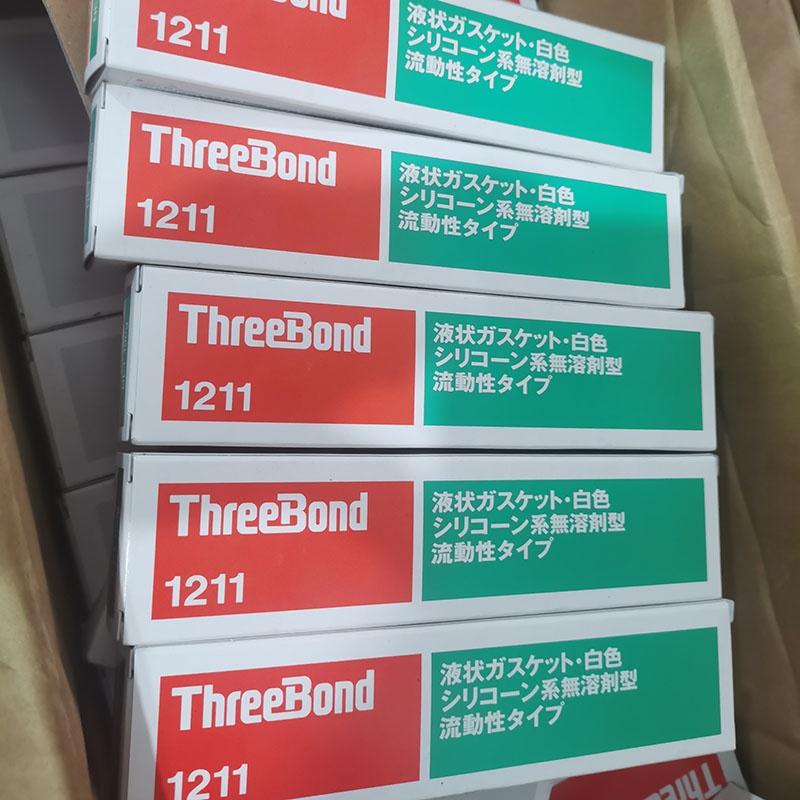 ThreeBond
1211
液状ガスケット・白色
シリコーン系無溶剤型
流動性タイプ
ThreeBond
1211
液状ガスケット・白色
シリコーン系無溶剤型
流動性タイプ
ThreeBond
1211
液状ガスケット・白色
シリコーン系無溶剤型
流動性タイプ
ThreeBond
1211
液状ガスケット・白色
シリコーン系無溶剤型
流動性タイプ
ThreeBond
1211
液状ガスケット・白色
シリコーン系無溶剤型
流動性タイプ
ThreeBond